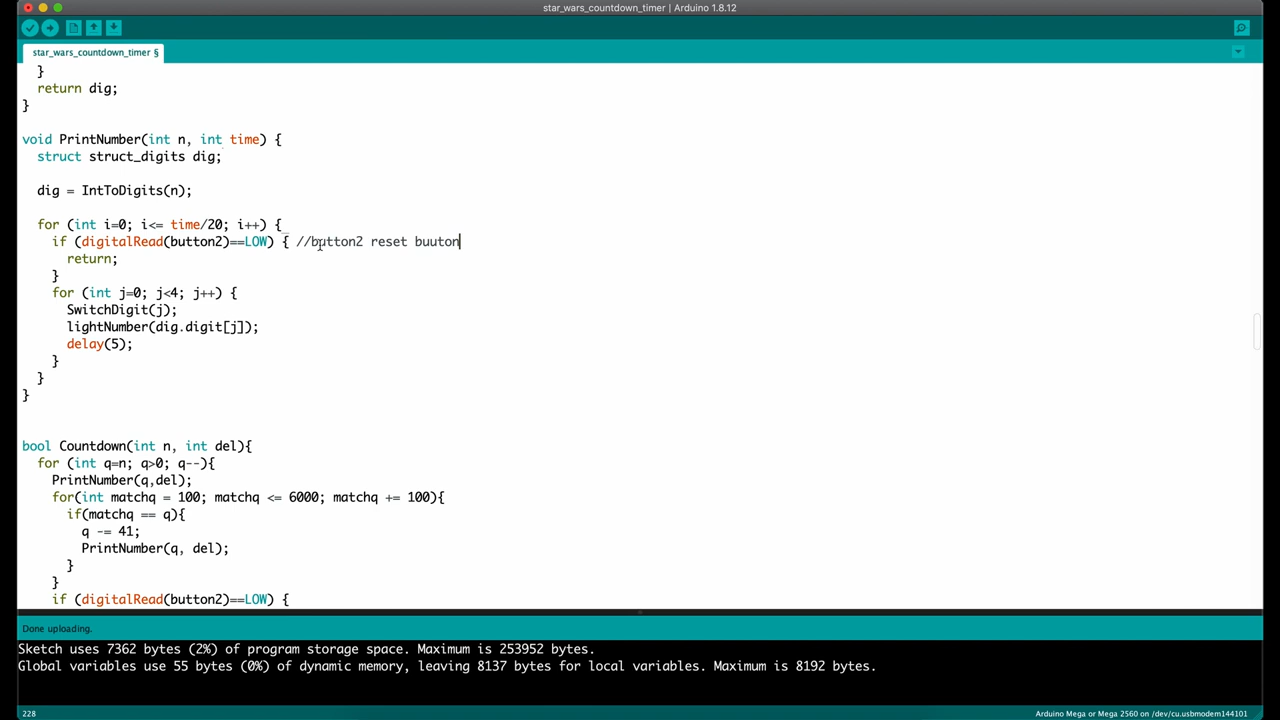 star_wars_countdown_timer | Arduino 1.8.12
star_wars_countdown_timer §
}
return dig;
}
void PrintNumber(int n, int time) {
struct struct_digits dig;
dig = IntToDigits(n);
for (int i=0; i<= time/20; i++) {
if (digitalRead(button2)==LOW) { //button2 reset buuton
return;
}
for (int j=0; j<4; j++) {
SwitchDigit(j);
lightNumber(dig.digit[j]);
delay(5);
}
}
}
bool Countdown(int n, int del){
for (int q=n; q>0; q--){
PrintNumber(q,del);
for(int matchq = 100; matchq <= 6000; matchq += 100){
if(matchq == q){
q -= 41;
PrintNumber(q, del);
}
}
if (digitalRead(button2)==LOW) {
Done uploading.
Sketch uses 7362 bytes (2%) of program storage space. Maximum is 253952 bytes.
Global variables use 55 bytes (0%) of dynamic memory, leaving 8137 bytes for local variables. Maximum is 8192 bytes.
228
Arduino Mega or Mega 2560 on /dev/cu.usbmodem144101